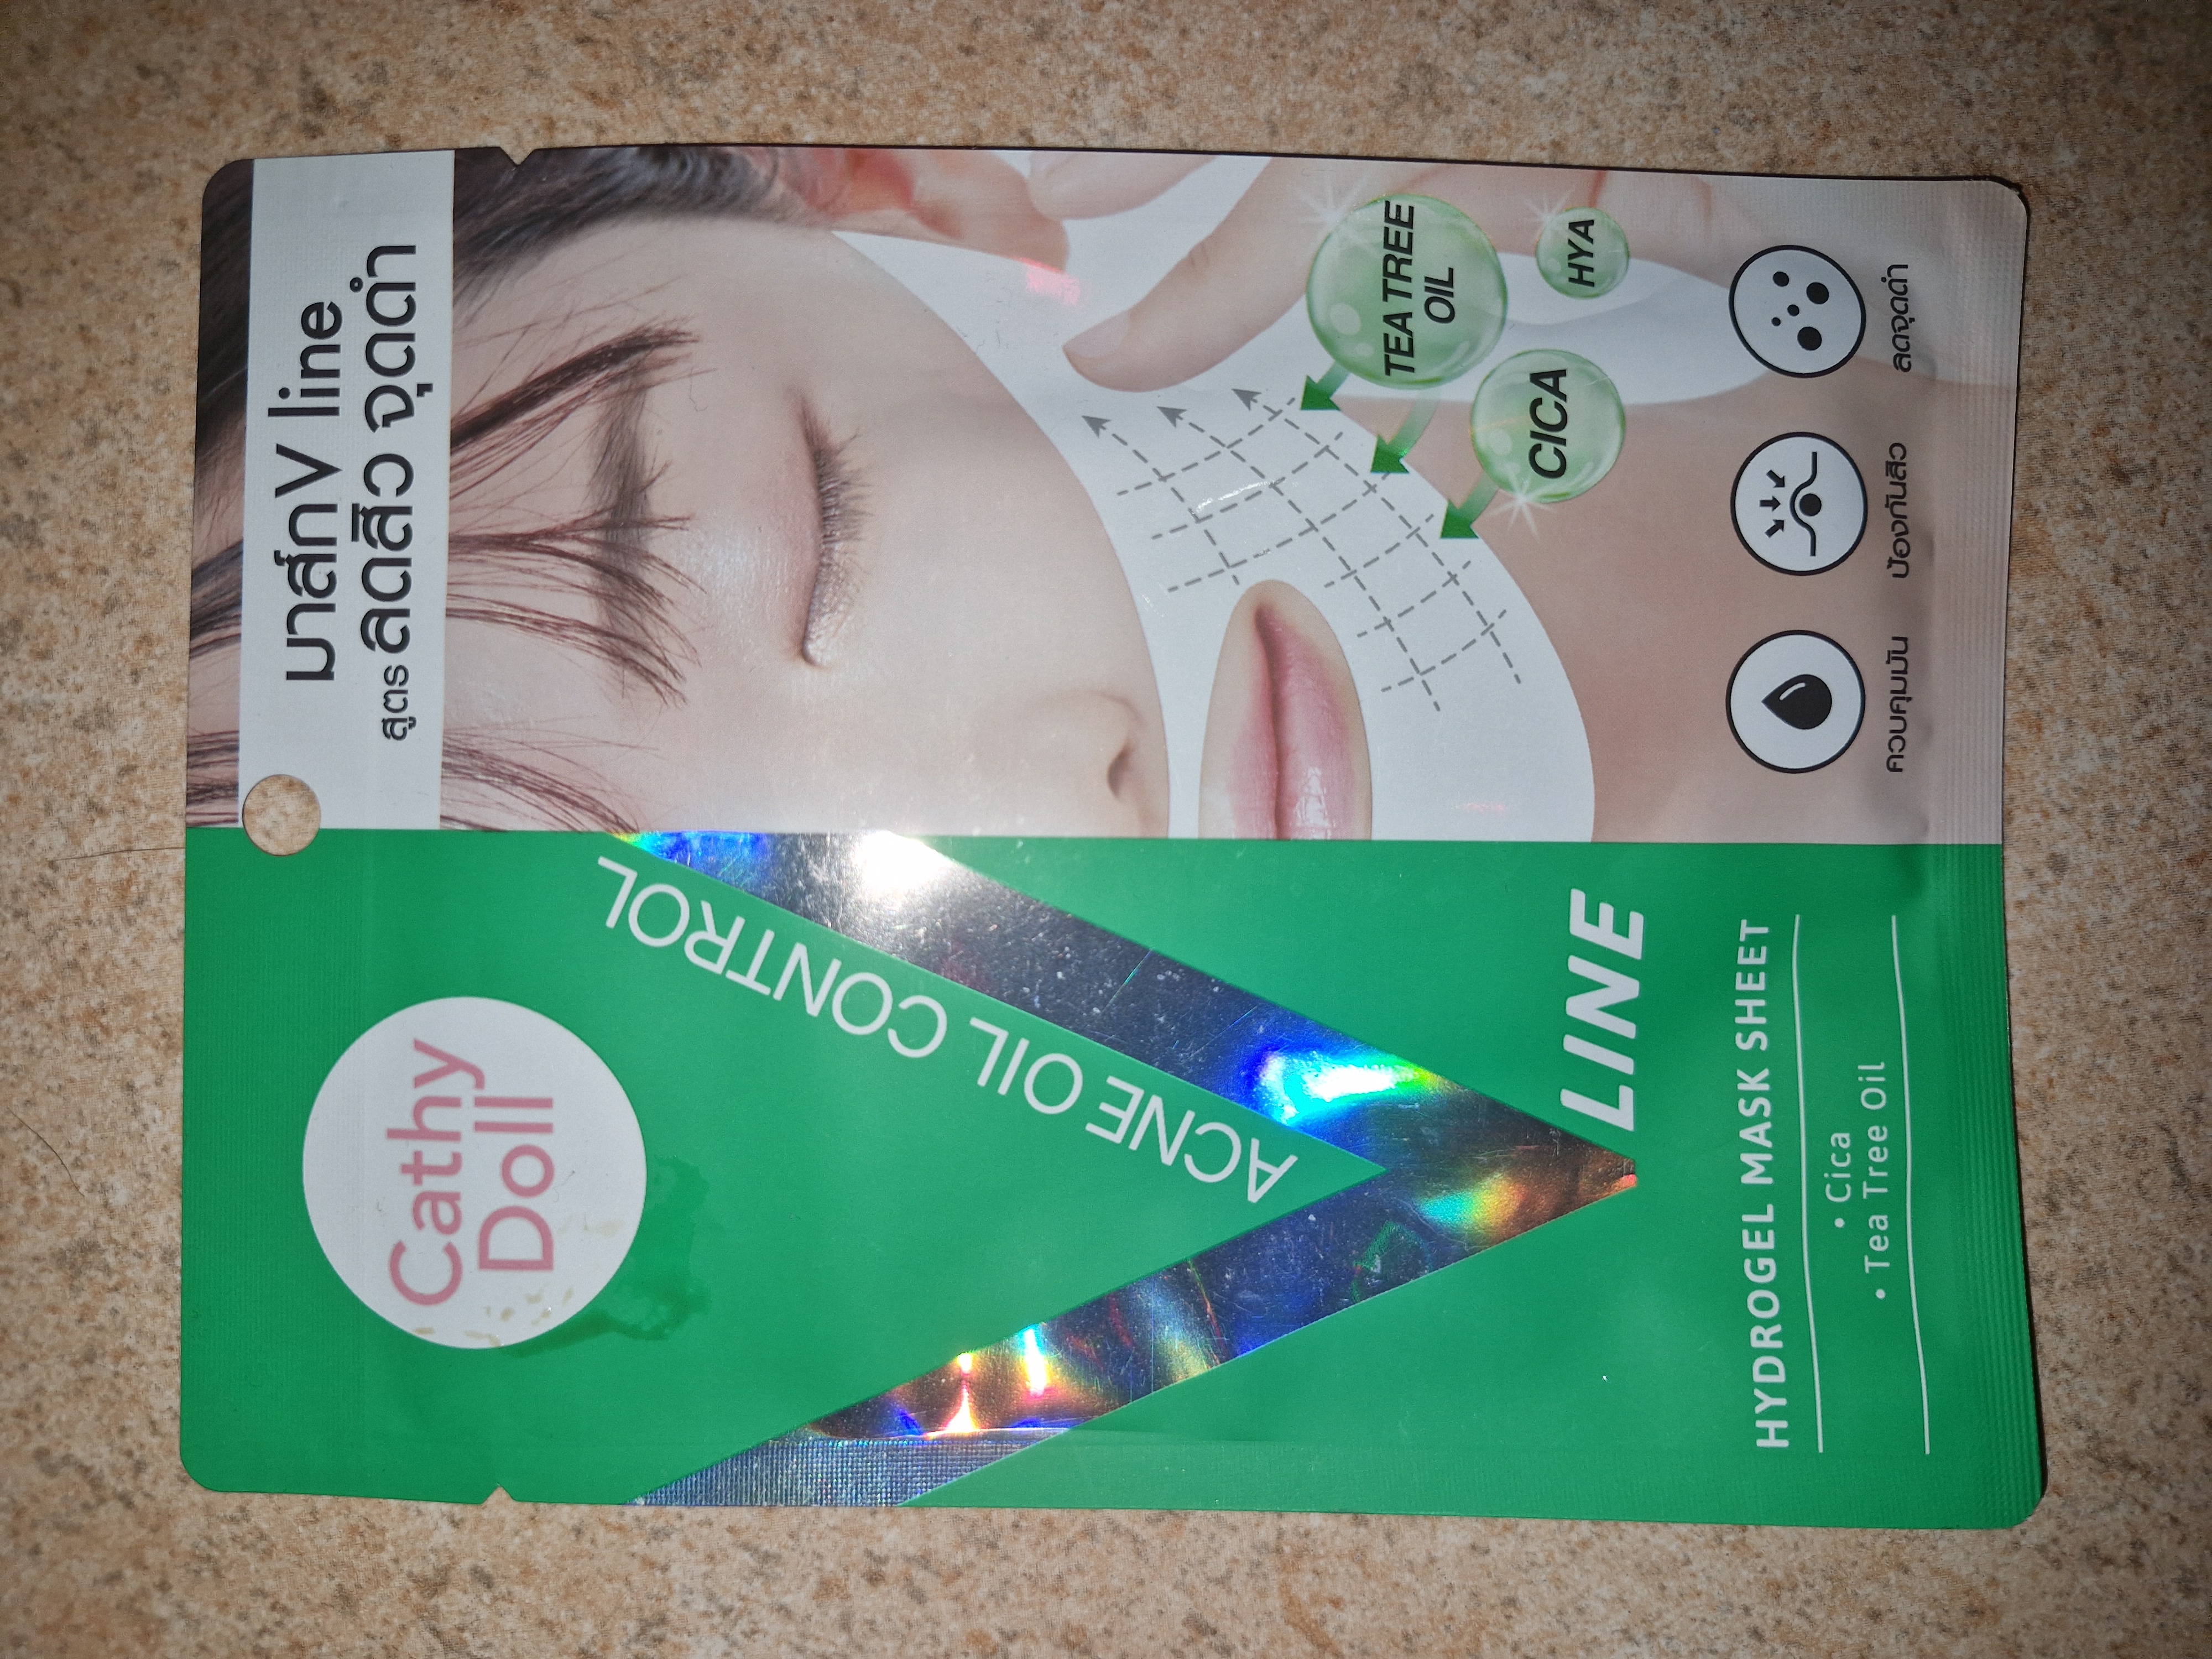 มาส์ก V line
สูตร ลดสิว จุดด่ำ
Cathy
Doll
ACNE OIL CONTROL
LINE
HYDROGEL MASK SHEET
• Cica
• Tea Tree Oil
TEA TREE
OIL
HYA
CICA
ควบคุมมัน
ป้องกันสิว
ลดจุดด่ำ